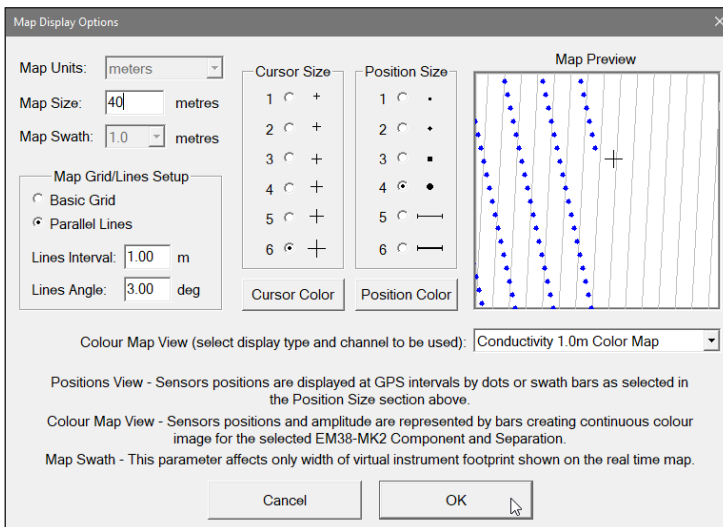 Map Display Options
Map Units: meters
Map Size: 40 metres
Map Swath: 1.0 metres
Map Grid/Lines Setup
Basic Grid
Parallel Lines
Lines Interval: 1.00 m
Lines Angle: 3.00 deg
Cursor Size
1
2
3
4
5
6
Cursor Color
Position Size
1
2
3
4
5
6
Position Color
Map Preview
Colour Map View (select display type and channel to be used): Conductivity 1.0m Color Map
Positions View - Sensors positions are displayed at GPS intervals by dots or swath bars as selected in
the Position Size section above.
Colour Map View - Sensors positions and amplitude are represented by bars creating continuous colour
image for the selected EM38-MK2 Component and Separation.
Map Swath - This parameter affects only width of virtual instrument footprint shown on the real time map.
Cancel
OK